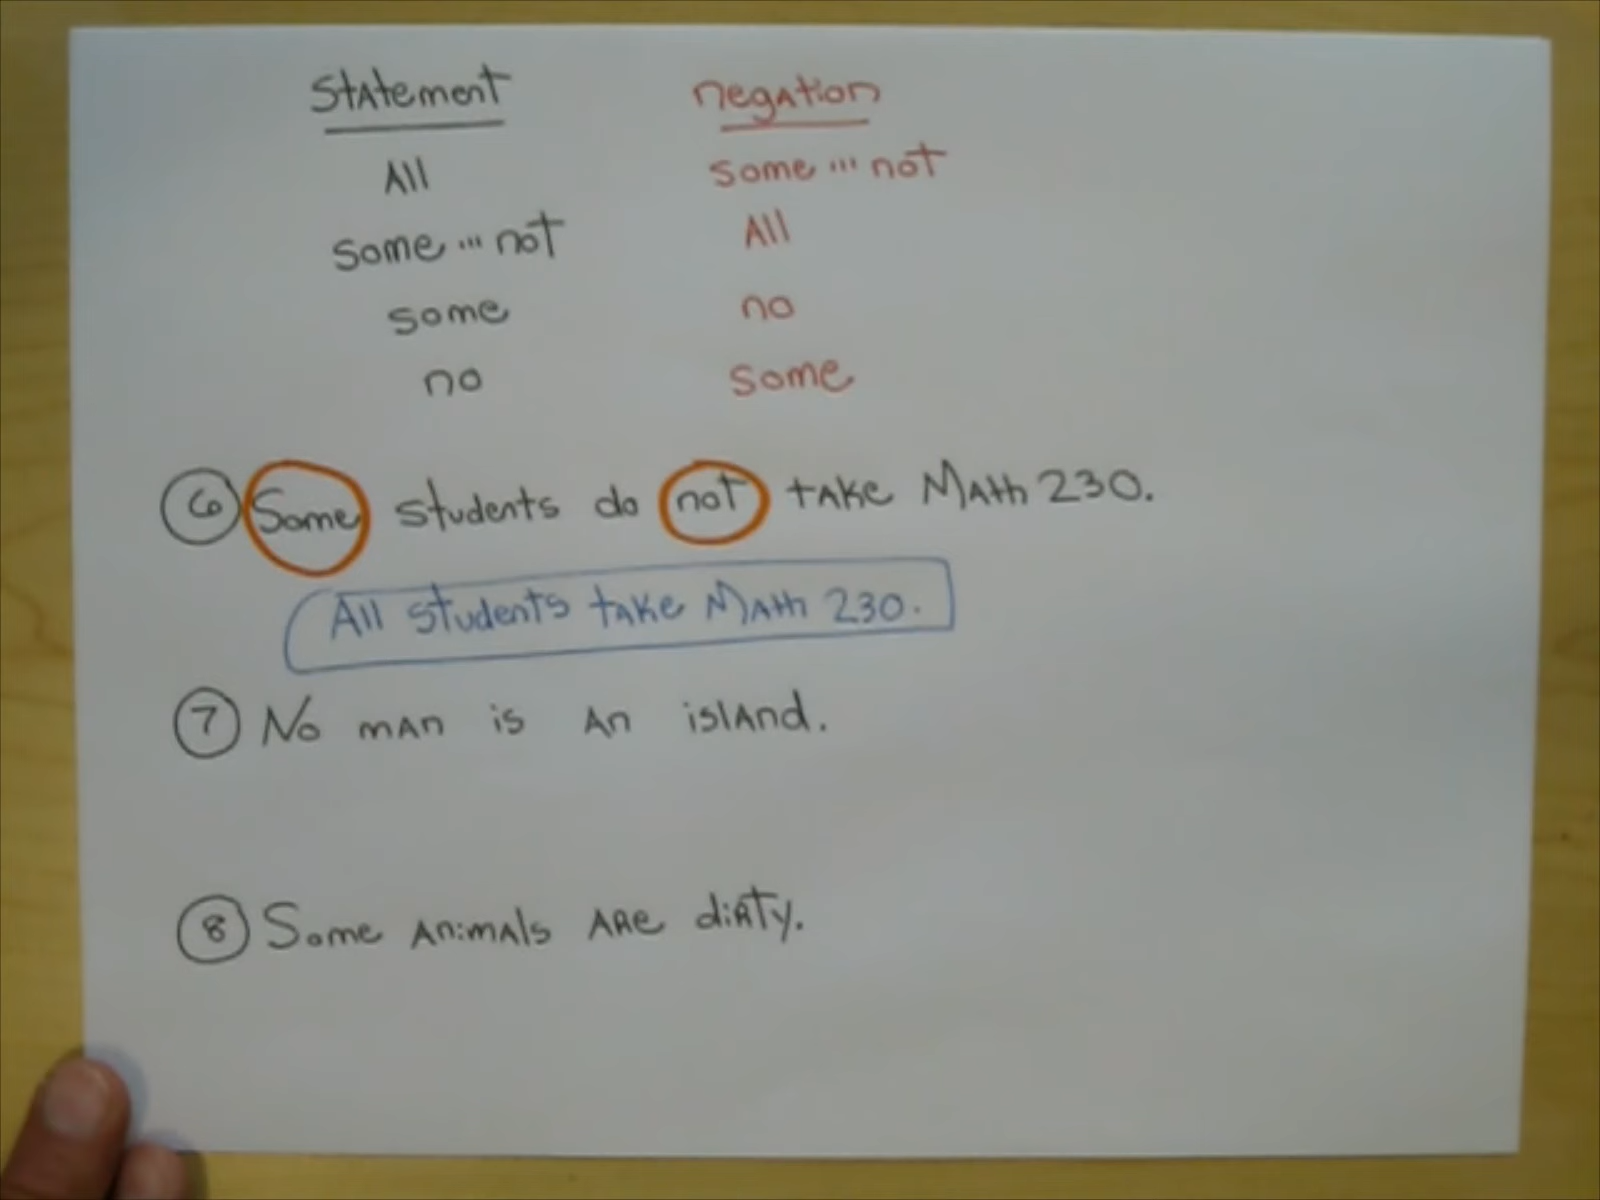 Statement negation
All some ... not
some ... not All
some no
no some
6 Some students do not take Math 230.
All students take Math 230.
7 No man is an island.
8 Some animals are dirty.